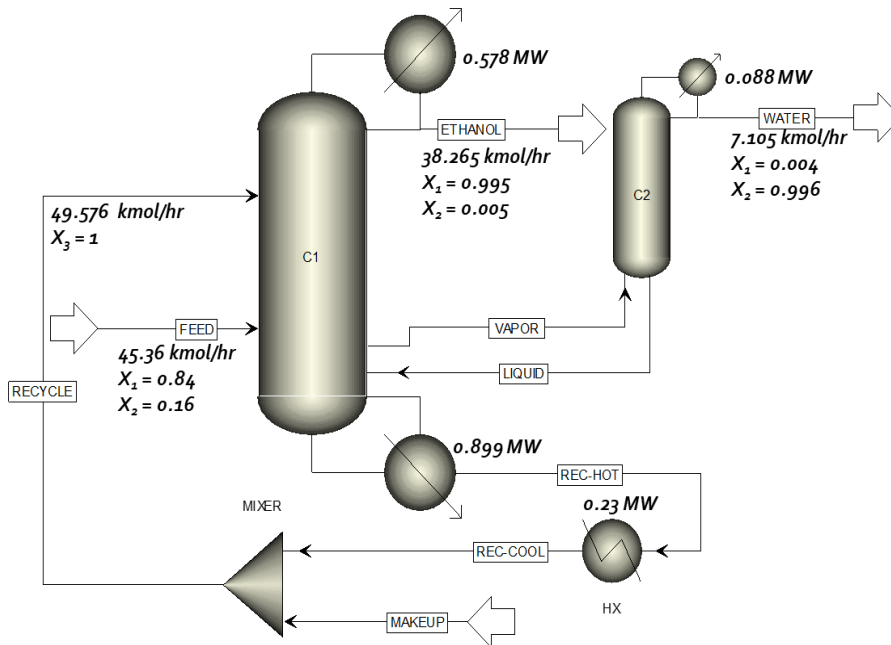 0.578 MW
0.088 MW
ETHANOL
38.265 kmol/hr
X₁ = 0.995
X₂ = 0.005
WATER
7.105 kmol/hr
X₁ = 0.004
X₂ = 0.996
C2
49.576 kmol/hr
X₃ = 1
C1
FEED
45.36 kmol/hr
X₁ = 0.84
X₂ = 0.16
VAPOR
LIQUID
RECYCLE
0.899 MW
REC-HOT
MIXER
0.23 MW
REC-COOL
HX
MAKEUP